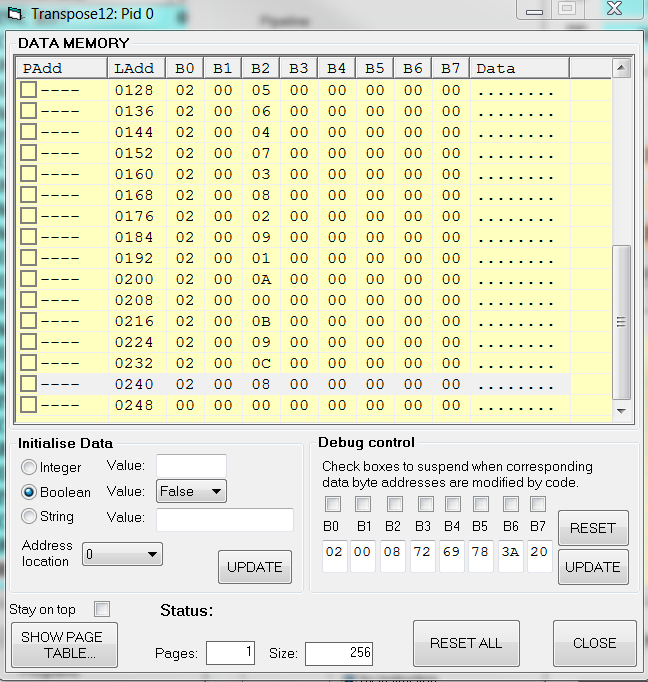 Transpose12: Pid 0
DATA MEMORY
PAdd LAdd B0 B1 B2 B3 B4 B5 B6 B7 Data
---- 0128 02 00 05 00 00 00 00 00 ........
---- 0136 02 00 06 00 00 00 00 00 ........
---- 0144 02 00 04 00 00 00 00 00 ........
---- 0152 02 00 07 00 00 00 00 00 ........
---- 0160 02 00 03 00 00 00 00 00 ........
---- 0168 02 00 08 00 00 00 00 00 ........
---- 0176 02 00 02 00 00 00 00 00 ........
---- 0184 02 00 09 00 00 00 00 00 ........
---- 0192 02 00 01 00 00 00 00 00 ........
---- 0200 02 00 0A 00 00 00 00 00 ........
---- 0208 02 00 00 00 00 00 00 00 ........
---- 0216 02 00 0B 00 00 00 00 00 ........
---- 0224 02 00 09 00 00 00 00 00 ........
---- 0232 02 00 0C 00 00 00 00 00 ........
---- 0240 02 00 08 00 00 00 00 00 ........
---- 0248 00 00 00 00 00 00 00 00 ........
Initialise Data
Integer Value:
Boolean Value: False
String Value:
Address
location 0
UPDATE
Debug control
Check boxes to suspend when corresponding
data byte addresses are modified by code.
B0 B1 B2 B3 B4 B5 B6 B7
RESET
02 00 08 72 69 78 3A 20
UPDATE
Stay on top
Status:
SHOW PAGE
TABLE...
Pages: 1 Size: 256
RESET ALL
CLOSE